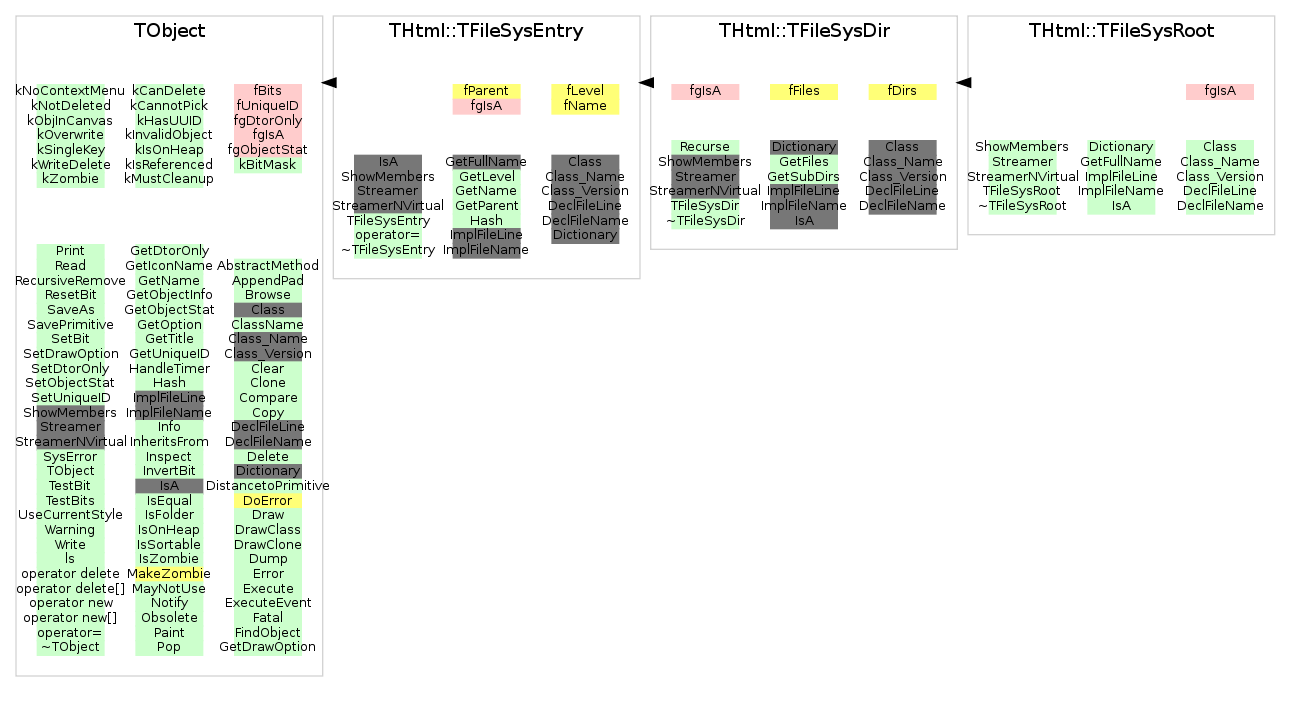 TObject
kNoContextMenu kCanDelete fBits
kNotDeleted kCannotPick fUniqueID
kObjInCanvas kHasUUID fgDtorOnly
kOverwrite kInvalidObject fgIsA
kSingleKey kIsOnHeap fgObjectStat
kWriteDelete kIsReferenced kBitMask
kZombie kMustCleanup
Print GetDtorOnly
Read GetIconName AbstractMethod
RecursiveRemove GetName AppendPad
ResetBit GetObjectInfo Browse
SaveAs GetObjectStat Class
SavePrimitive GetOption ClassName
SetBit GetTitle Class_Name
SetDrawOption GetUniqueID Class_Version
SetDtorOnly HandleTimer Clear
SetObjectStat Hash Clone
SetUniqueID ImplFileLine Compare
ShowMembers ImplFileName Copy
Streamer Info DeclFileLine
StreamerNVirtual InheritsFrom DeclFileName
SysError Inspect Delete
TObject InvertBit Dictionary
TestBit IsA DistancetoPrimitive
TestBits IsEqual DoError
UseCurrentStyle IsFolder Draw
Warning IsOnHeap DrawClass
Write IsSortable DrawClone
ls IsZombie Dump
operator delete MakeZombie Error
operator delete[] MayNotUse Execute
operator new Notify ExecuteEvent
operator new[] Obsolete Fatal
operator= Paint FindObject
~TObject Pop GetDrawOption
THtml::TFileSysEntry
fParent fLevel
fgIsA fName
IsA GetFullName Class
ShowMembers GetLevel Class_Name
Streamer GetName Class_Version
StreamerNVirtual GetParent DeclFileLine
TFileSysEntry Hash DeclFileName
operator= ImplFileLine Dictionary
~TFileSysEntry ImplFileName
THtml::TFileSysDir
fgIsA fFiles fDirs
Recurse Dictionary Class
ShowMembers GetFiles Class_Name
Streamer GetSubDirs Class_Version
StreamerNVirtual ImplFileLine DeclFileLine
TFileSysDir ImplFileName DeclFileName
~TFileSysDir IsA
THtml::TFileSysRoot
fgIsA
ShowMembers Dictionary Class
Streamer GetFullName Class_Name
StreamerNVirtual ImplFileLine Class_Version
TFileSysRoot ImplFileName DeclFileLine
~TFileSysRoot IsA DeclFileName